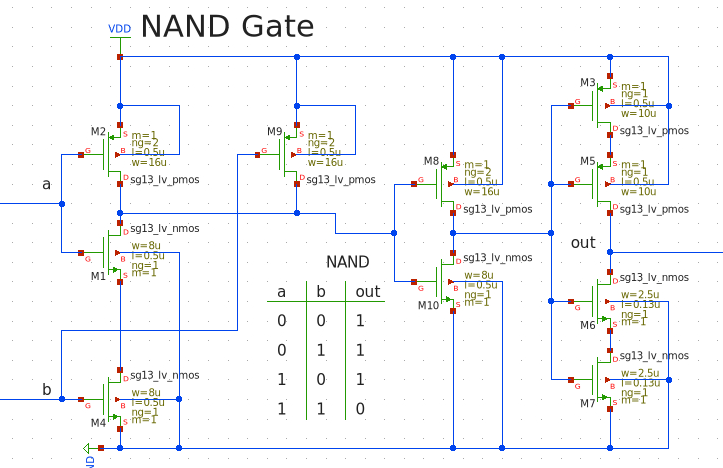 VDD
NAND Gate
M2
S
G
B
D
m=1
ng=2
l=0.5u
w=16u
sg13_lv_pmos
M9
S
G
B
D
m=1
ng=2
l=0.5u
w=16u
sg13_lv_pmos
M8
S
G
B
D
m=1
ng=2
l=0.5u
w=16u
sg13_lv_pmos
M3
S
G
B
D
m=1
ng=1
l=0.5u
w=10u
sg13_lv_pmos
M5
S
G
B
D
m=1
ng=1
l=0.5u
w=10u
sg13_lv_pmos
a
sg13_lv_nmos
D
G
B
S
w=8u
l=0.5u
ng=1
m=1
M1
sg13_lv_nmos
D
G
B
S
w=8u
l=0.5u
ng=1
m=1
M10
out
sg13_lv_nmos
D
G
B
S
w=2.5u
l=0.13u
ng=1
m=1
M6
sg13_lv_nmos
D
G
B
S
w=2.5u
l=0.13u
ng=1
m=1
M7
NAND
a b out
0 0 1
0 1 1
1 0 1
1 1 0
b
sg13_lv_nmos
D
G
B
S
w=8u
l=0.5u
ng=1
m=1
M4
ND